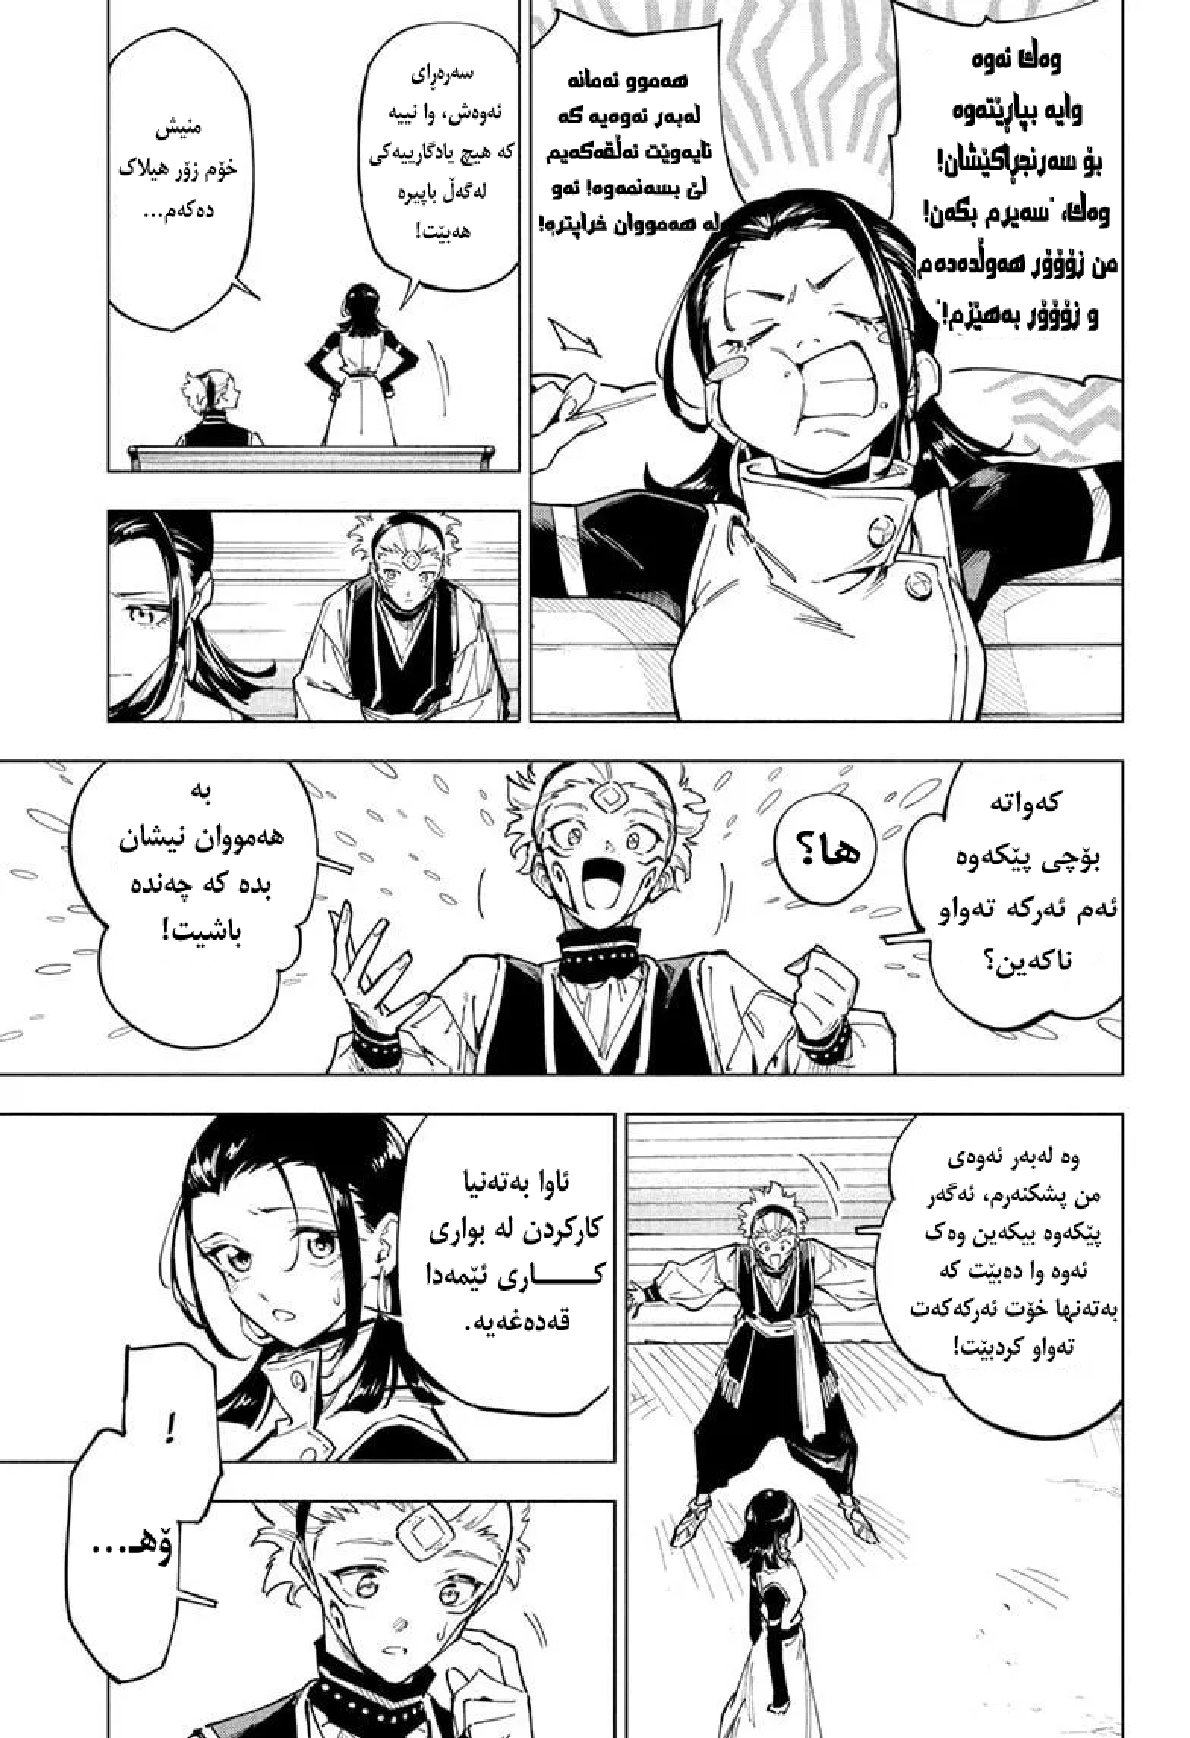 وەک ئەوە
وایە بپاڕێتەوە
بۆ سەرنجڕاکێشان!
وەک، "سەیرم بکەن!
من زۆۆۆر هەوڵدەدەم
و زۆۆۆر بەهێزم!"
هەموو ئەمانە
لەبەر ئەوەیە کە
نایەوێت ئەڵقەکەیم
لێ بسەنمەوە! ئەو
لە هەمووان خراپترە!
سەرەڕای
ئەوەش، وا نییە
کە هیچ یادگارییەکی
لەگەڵ باپیرە
هەبێت!
منیش
خۆم زۆر هیلاک
دەکەم...
کەواتە
بۆچی پێکەوە
ئەم ئەرکە تەواو
ناکەین؟
ها؟
بە
هەمووان نیشان
بدە کە چەندە
باشیت!
وە لەبەر ئەوەی
من پشکنەرم، ئەگەر
پێکەوە بیکەین وەک
ئەوە وا دەبێت کە
بەتەنها خۆت ئەرکەکەت
تەواو کردبێت!
ئاوا بەتەنیا
کارکردن لە بواری
کـــــاری ئێمەدا
قەدەغەیە.
!
ۆهـ...